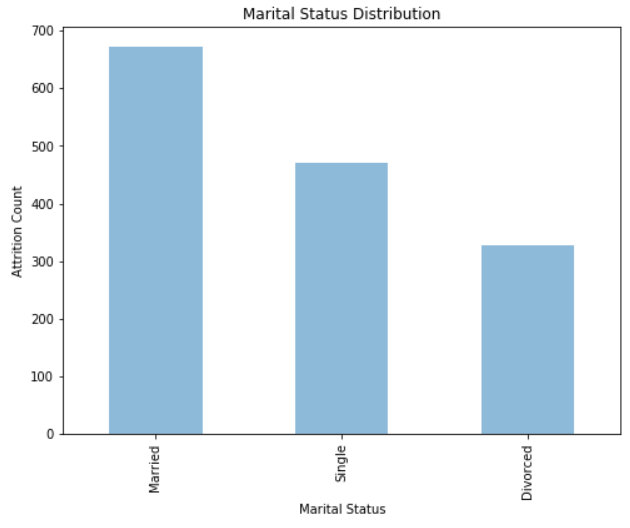 Marital Status Distribution
700
600
500
400
300
200
100
0
Attrition Count
Married
Single
Divorced
Marital Status